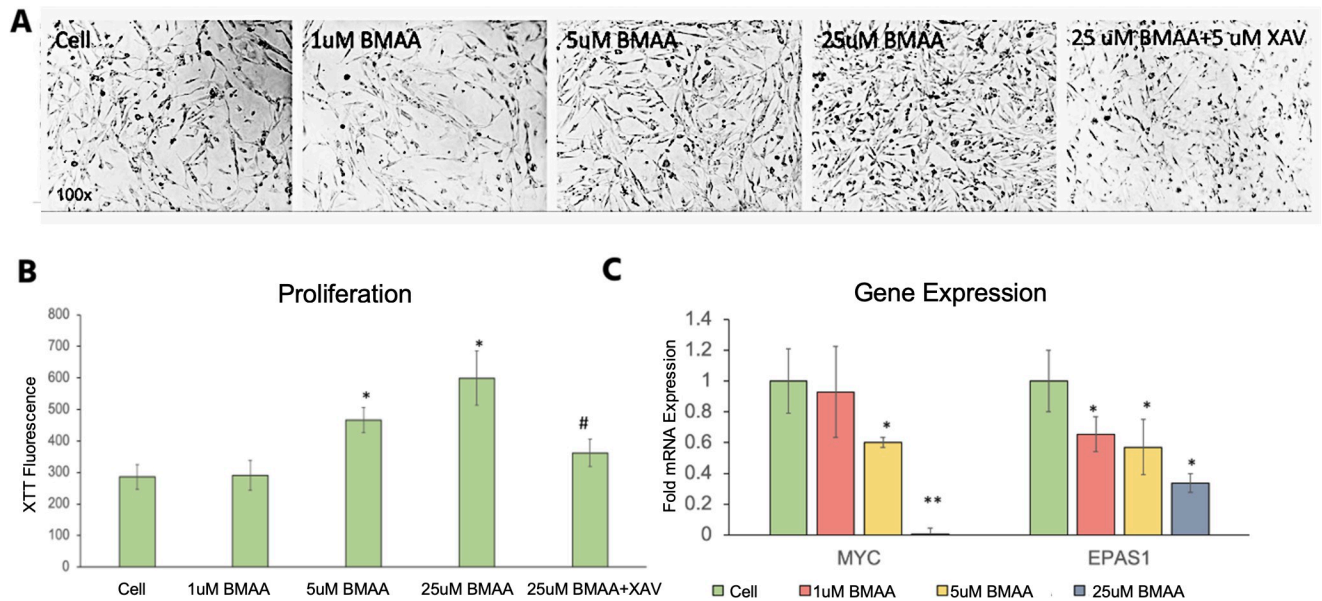 A
Cell
1uM BMAA
5uM BMAA
25uM BMAA
25 uM BMAA+5 uM XAV
100x
B
Proliferation
XTT Fluorescence
800
700
600
500
400
300
200
100
0
*
*
#
Cell
1uM BMAA
5uM BMAA
25uM BMAA
25uM BMAA+XAV
C
Gene Expression
Fold mRNA Expression
1.4
1.2
1
0.8
0.6
0.4
0.2
0
*
**
*
*
*
MYC
EPAS1
Cell
1uM BMAA
5uM BMAA
25uM BMAA